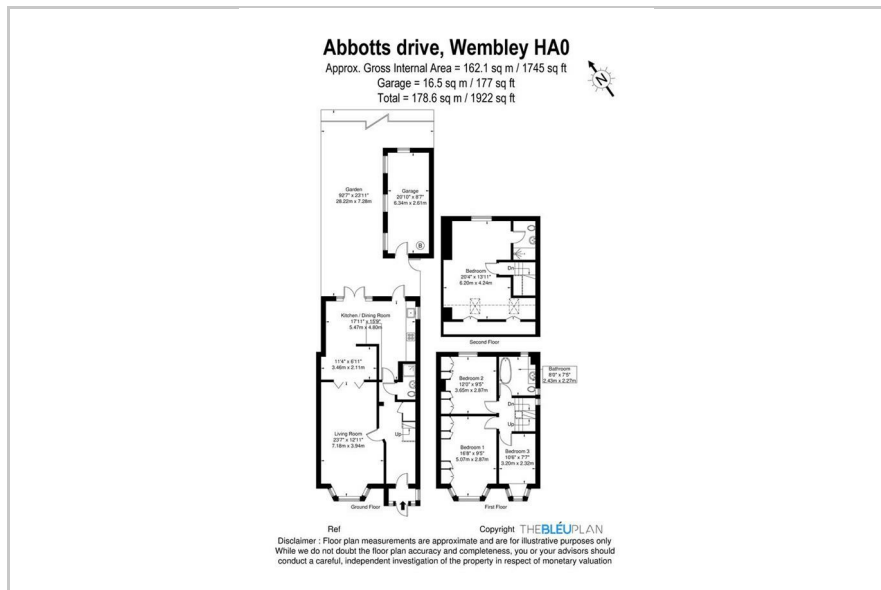 Abbotts drive, Wembley HA0
Approx. Gross Internal Area = 162.1 sq m / 1745 sq ft
Garage = 16.5 sq m / 177 sq ft
Total = 178.6 sq m / 1922 sq ft
N
Garden
92'7" x 23'11"
28.22m x 7.28m
Garage
20'10" x 8'7"
6.34m x 2.61m
B
Bedroom
20'4" x 13'11"
6.20m x 4.24m
Dn
Second Floor
Kitchen / Dining Room
17'11" x 15'9"
5.47m x 4.80m
11'4" x 6'11"
3.46m x 2.11m
Living Room
23'7" x 12'11"
7.18m x 3.94m
Up
Ground Floor
Bedroom 2
12'0" x 9'5"
3.65m x 2.87m
Bathroom
8'0" x 7'5"
2.43m x 2.27m
Dn
Up
Bedroom 1
16'8" x 9'5"
5.07m x 2.87m
Bedroom 3
10'6" x 7'7"
3.20m x 2.32m
First Floor
Ref
Copyright THEBLÉUPLAN
Disclaimer : Floor plan measurements are approximate and are for illustrative purposes only
While we do not doubt the floor plan accuracy and completeness, you or your advisors should
conduct a careful, independent investigation of the property in respect of monetary valuation